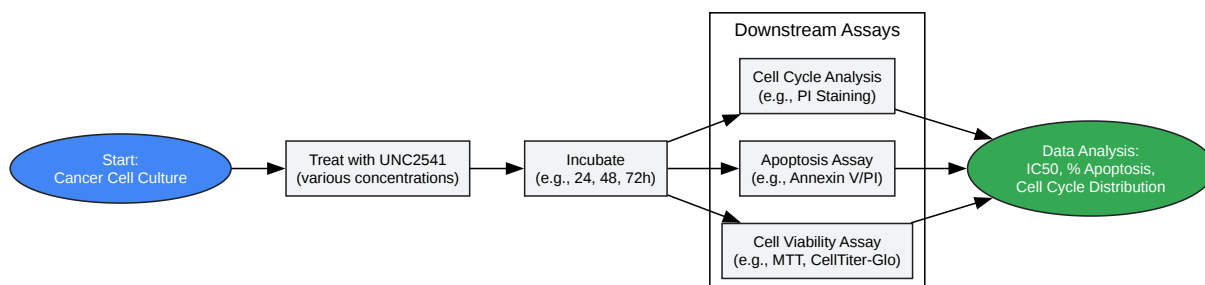 Start:
Cancer Cell Culture
Treat with UNC2541
(various concentrations)
Incubate
(e.g., 24, 48, 72h)
Downstream Assays
Cell Cycle Analysis
(e.g., PI Staining)
Apoptosis Assay
(e.g., Annexin V/PI)
Cell Viability Assay
(e.g., MTT, CellTiter-Glo)
Data Analysis:
IC50, % Apoptosis,
Cell Cycle Distribution